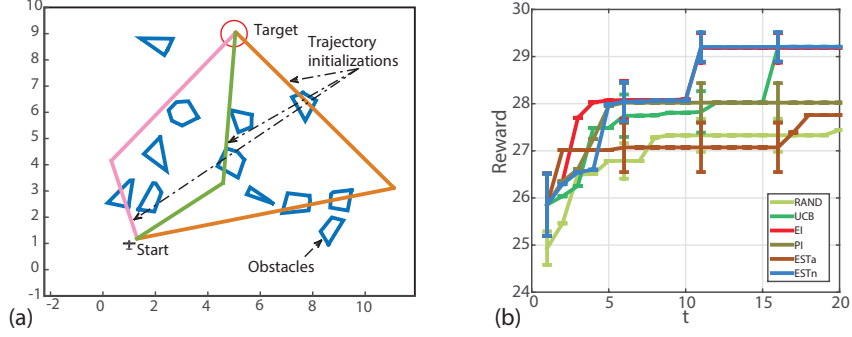 10
9
8
7
6
5
4
3
2
1
0
-1
-2
0
2
4
6
8
10
Target
Trajectory
initializations
Start
Obstacles
(a)
30
29
28
27
26
25
24
Reward
0
5
10
15
20
t
RAND
UCB
EI
PI
ESTa
ESTn
(b)